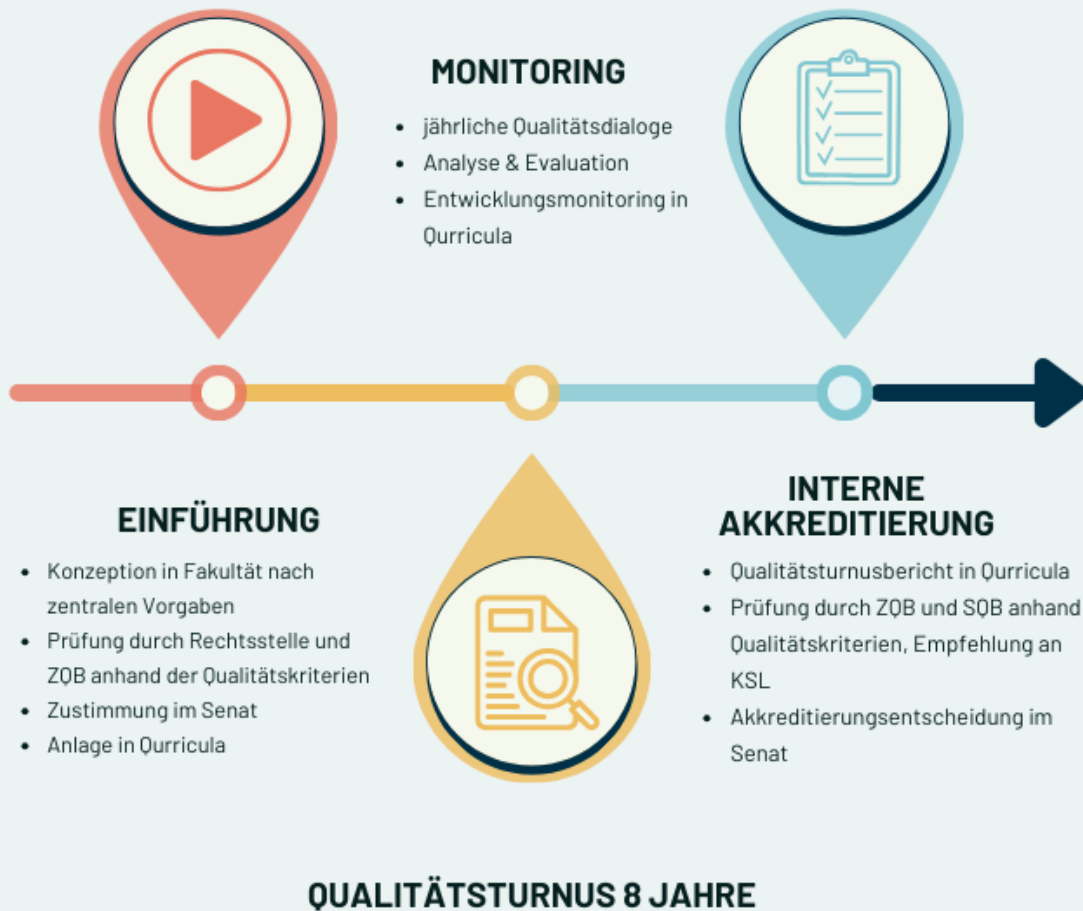 MONITORING
• jährliche Qualitätsdialoge
• Analyse & Evaluation
• Entwicklungsmonitoring in
Qurricula
EINFÜHRUNG
• Konzeption in Fakultät nach
zentralen Vorgaben
• Prüfung durch Rechtsstelle und
ZQB anhand der Qualitätskriterien
• Zustimmung im Senat
• Anlage in Qurricula
INTERNE
AKKREDITIERUNG
• Qualitätsturnusbericht in Qurricula
• Prüfung durch ZQB und SQB anhand
Qualitätskriterien, Empfehlung an
KSL
• Akkreditierungsentscheidung im
Senat
QUALITÄTSTURNUS 8 JAHRE